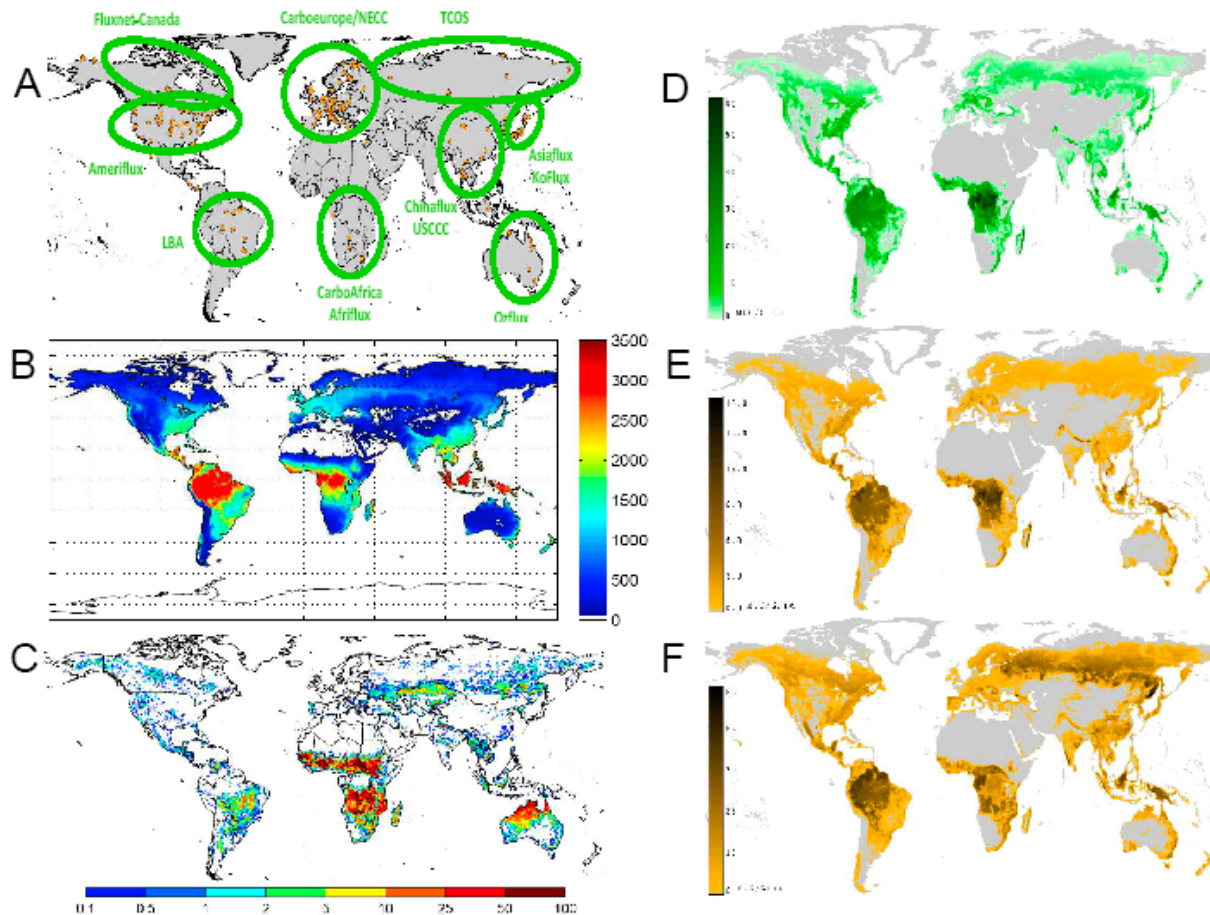 Fluxnet-Canada
Carboeurope/NECC
TCOS
A
Ameriflux
Asiaflux
KoFlux
Chinaflux
USCCC
LBA
CarboAfrica
Afriflux
Ozflux
B
3500
3000
2500
2000
1500
1000
500
0
C
0.1 0.5 1 2 5 10 25 50 100
D
E
F